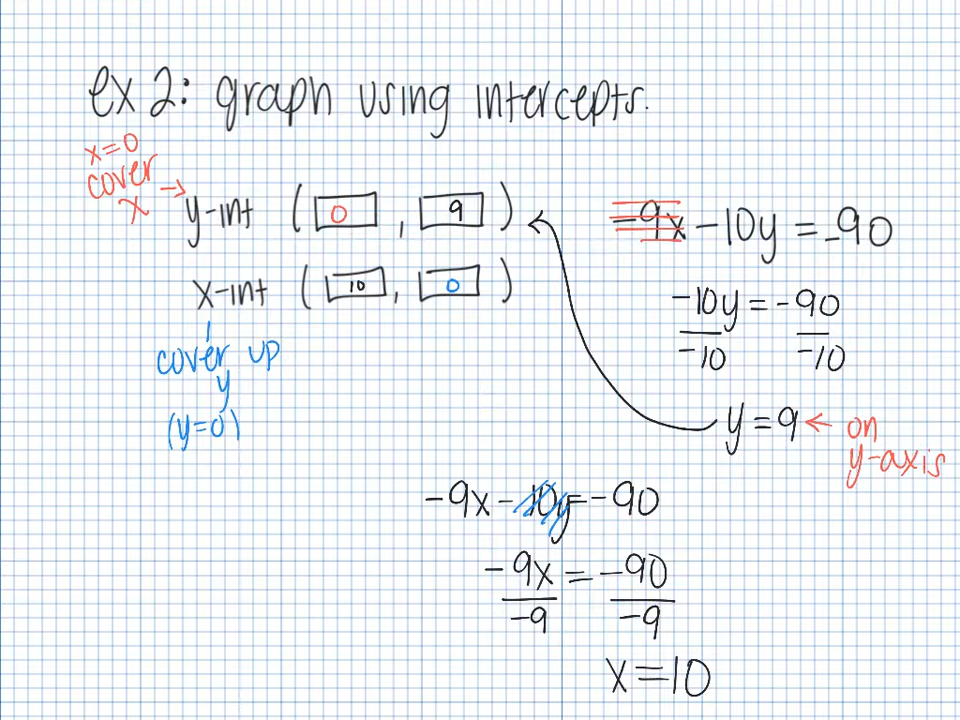 ex 2: graph using intercepts.
x=0
cover
x → y-int (0, 9)
x-int (10, 0)
cover up
y
(y=0)
-9x-10y=-90
-10y=-90
-10 -10
y=9 ← on
y-axis
-9x-10y=-90
-9x=-90
-9 -9
x=10